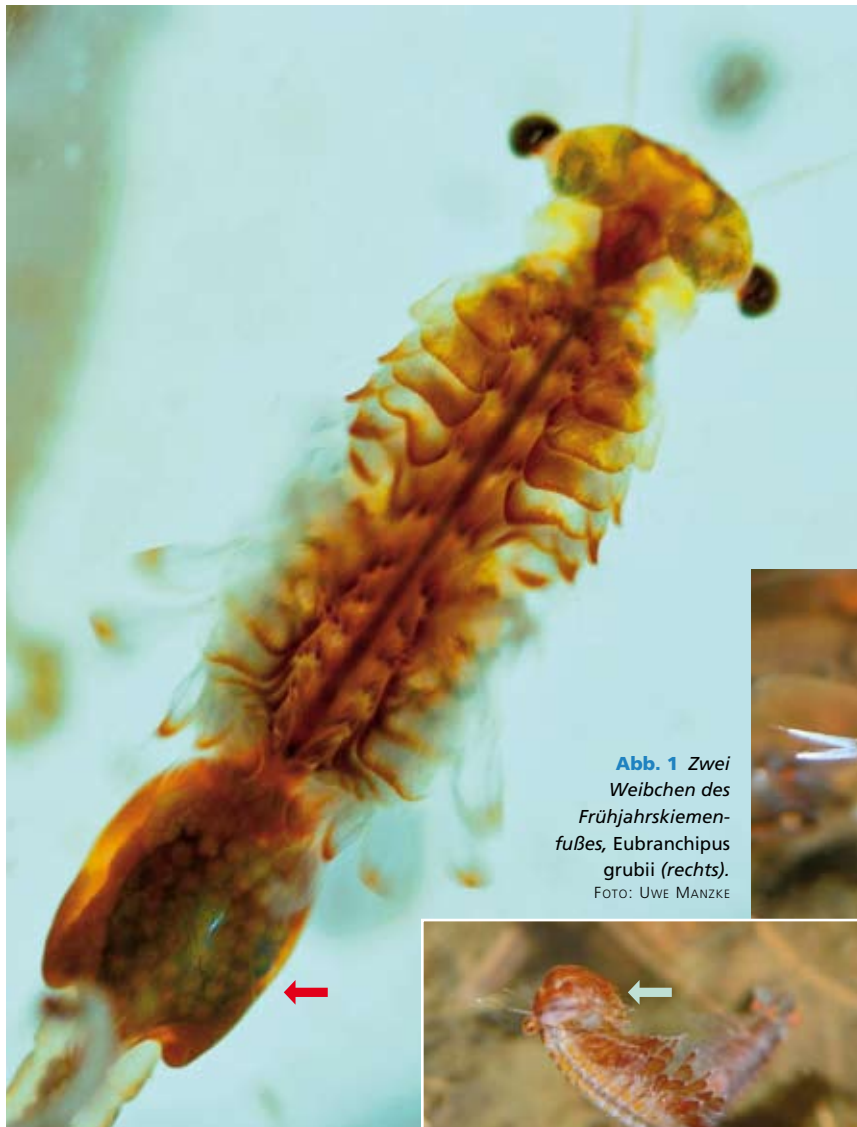 Abb. 1 Zwei
Weibchen des
Frühjahrskiemen-
fußes, Eubranchipus
grubii (rechts).
FOTO: UWE MANZKE